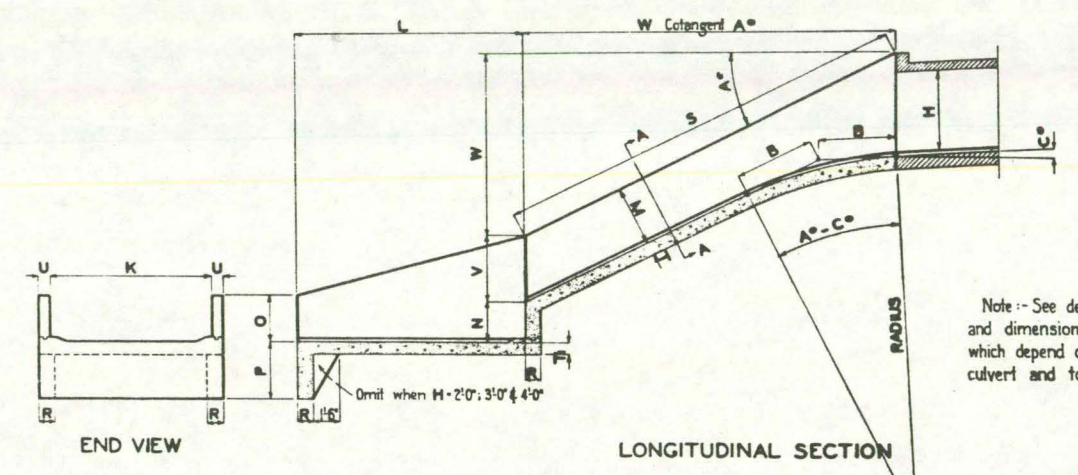 L
W Cotangent A°
A°
S
A
B
B
H
C°
W
M
H
A
A°-C°
U K U
V
O
N
P
T
RADIUS
Note :- See de
and dimension
which depend o
culvert and to
R
Omit when H = 2'-0"; 3'-0" & 4'-0"
R R R 1'-6"
END VIEW
LONGITUDINAL SECTION